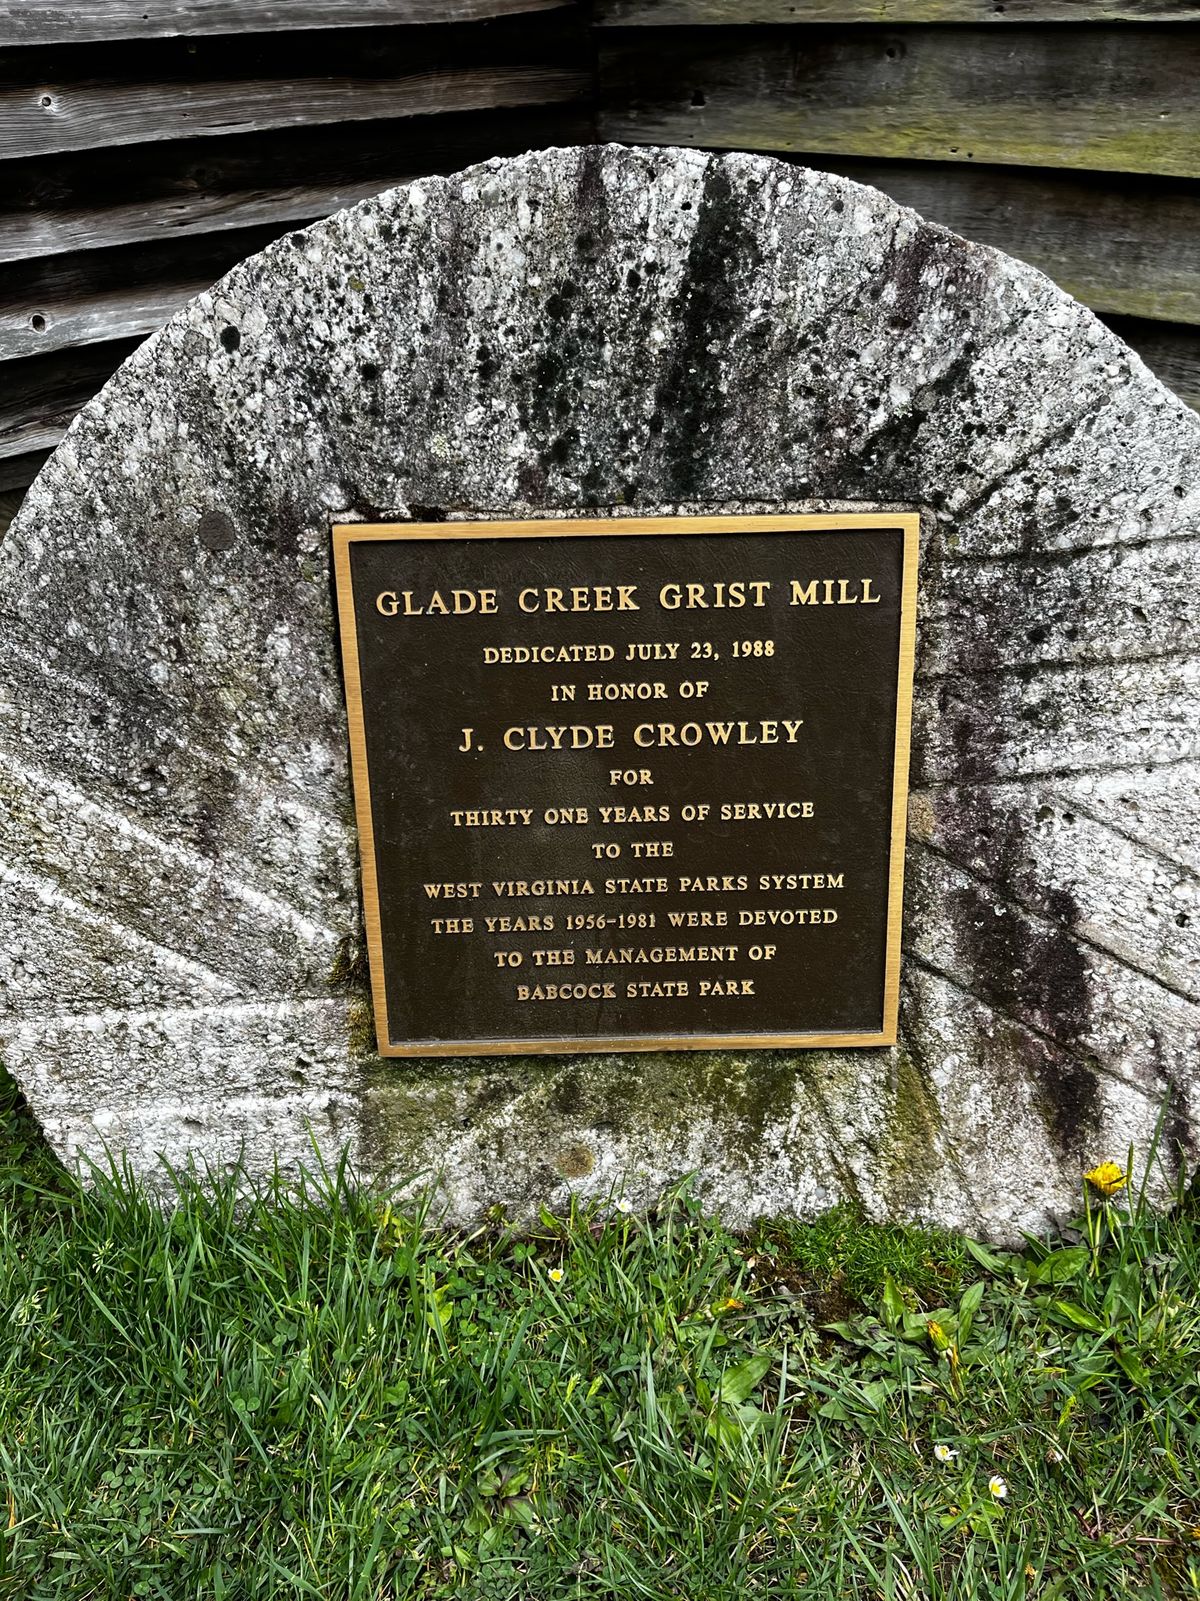 GLADE CREEK GRIST MILL
DEDICATED JULY 23, 1988
IN HONOR OF
J. CLYDE CROWLEY
FOR
THIRTY ONE YEARS OF SERVICE
TO THE
WEST VIRGINIA STATE PARKS SYSTEM
THE YEARS 1956-1981 WERE DEVOTED
TO THE MANAGEMENT OF
BABCOCK STATE PARK